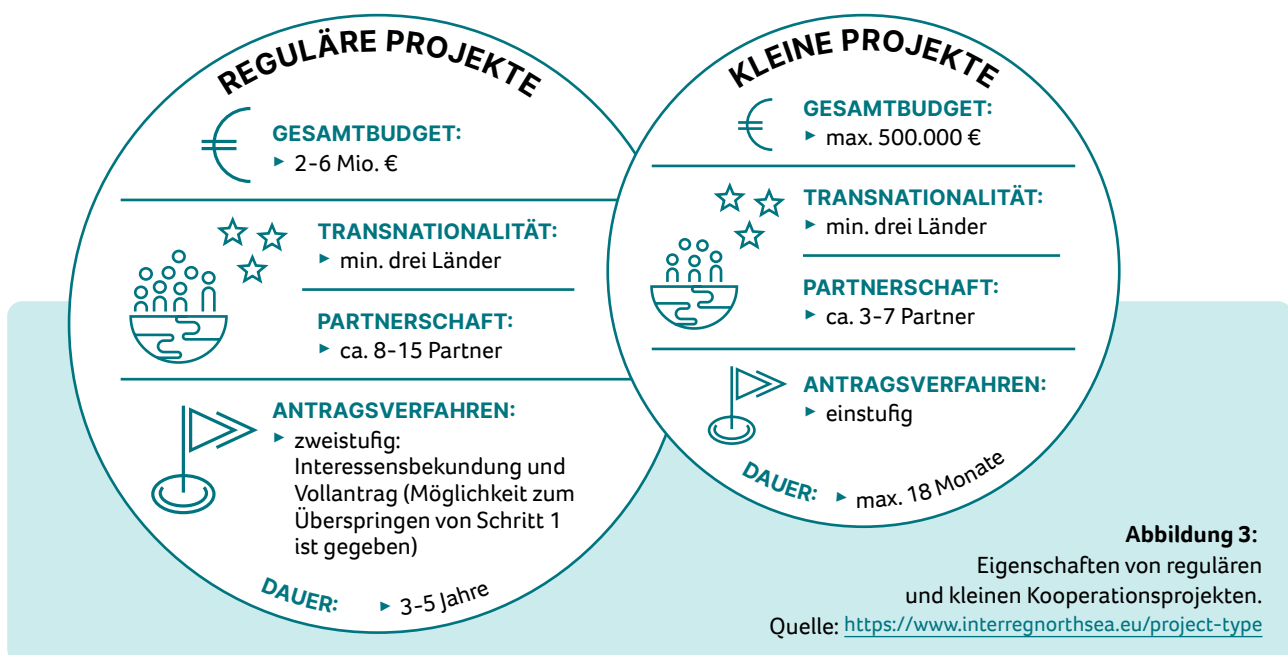 REGULÄRE PROJEKTE
GESAMTBUDGET:
▸ 2-6 Mio. €
TRANSNATIONALITÄT:
▸ min. drei Länder
PARTNERSCHAFT:
▸ ca. 8-15 Partner
ANTRAGSVERFAHREN:
▸ zweistufig:
Interessensbekundung und
Vollantrag (Möglichkeit zum
Überspringen von Schritt 1
ist gegeben)
DAUER: ▸ 3-5 Jahre
KLEINE PROJEKTE
GESAMTBUDGET:
▸ max. 500.000 €
TRANSNATIONALITÄT:
▸ min. drei Länder
PARTNERSCHAFT:
▸ ca. 3-7 Partner
ANTRAGSVERFAHREN:
▸ einstufig
DAUER: ▸ max. 18 Monate
Abbildung 3:
Eigenschaften von regulären
und kleinen Kooperationsprojekten.
Quelle: https://www.interregnorthsea.eu/project-type